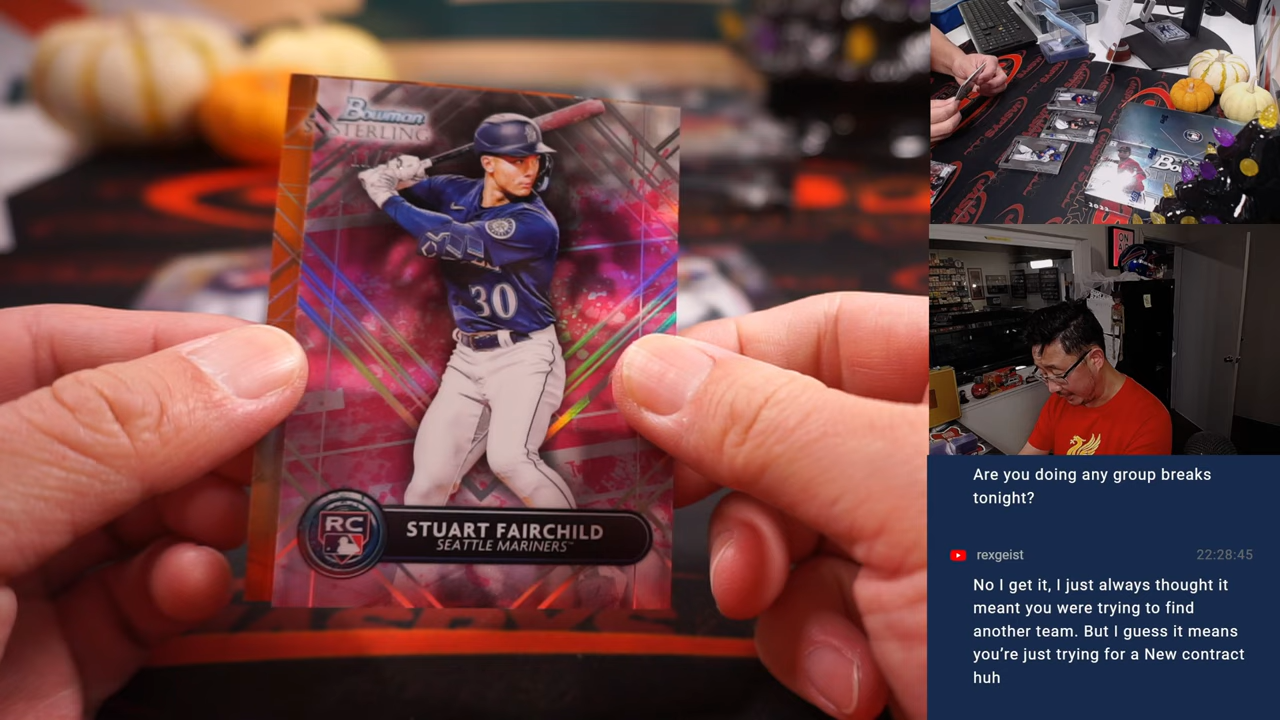 Bowman
STERLING
30
RC
STUART FAIRCHILD
SEATTLE MARINERS™
ON
Are you doing any group breaks
tonight?
rexgeist
22:28:45
No I get it, I just always thought it
meant you were trying to find
another team. But I guess it means
you’re just trying for a New contract
huh